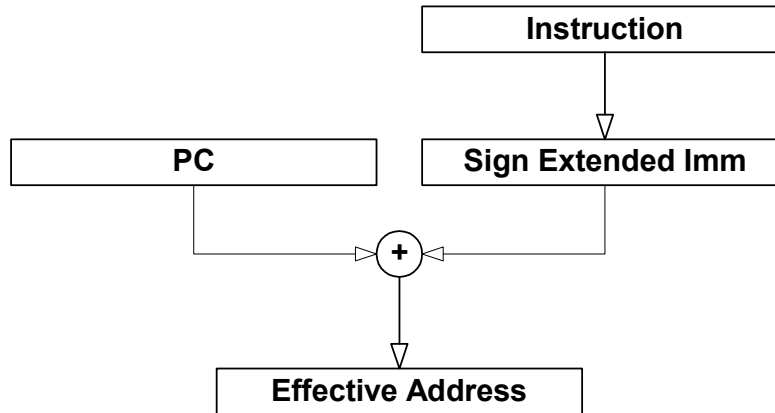 Instruction
PC
Sign Extended Imm
+
Effective Address